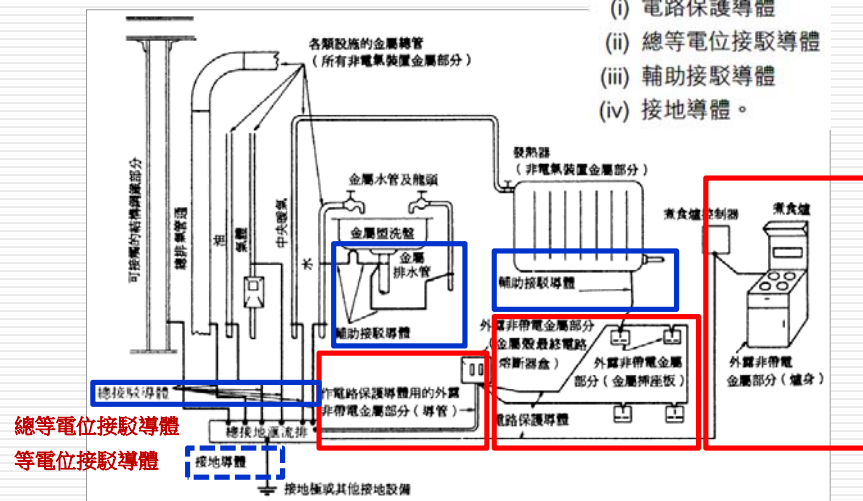 (i) 電路保護導體
(ii) 總等電位接駁導體
(iii) 輔助接駁導體
(iv) 接地導體。
各類設施的金屬總管
（所有非電氣裝置金屬部分）
發熱器
（非電氣裝置金屬部分）
金屬水管及龍頭
煮食爐控制器
煮食爐
可接觸的結構鋼鐵部分
總排氣管道
油
氣體
中央暖氣
水
金屬盥洗盤
金屬
排水管
輔助接駁導體
輔助接駁導體
外露非帶電金屬部分
（金屬殼最終電路
熔斷器盒）
外露非帶電金屬
部分（金屬插座板）
外露非帶電
金屬部分（爐身）
總接駁導體
作電路保護導體用的外露
非帶電金屬部分（導管）
電路保護導體
總等電位接駁導體
等電位接駁導體
總接地匯流排
接地導體
接地極或其他接地設備